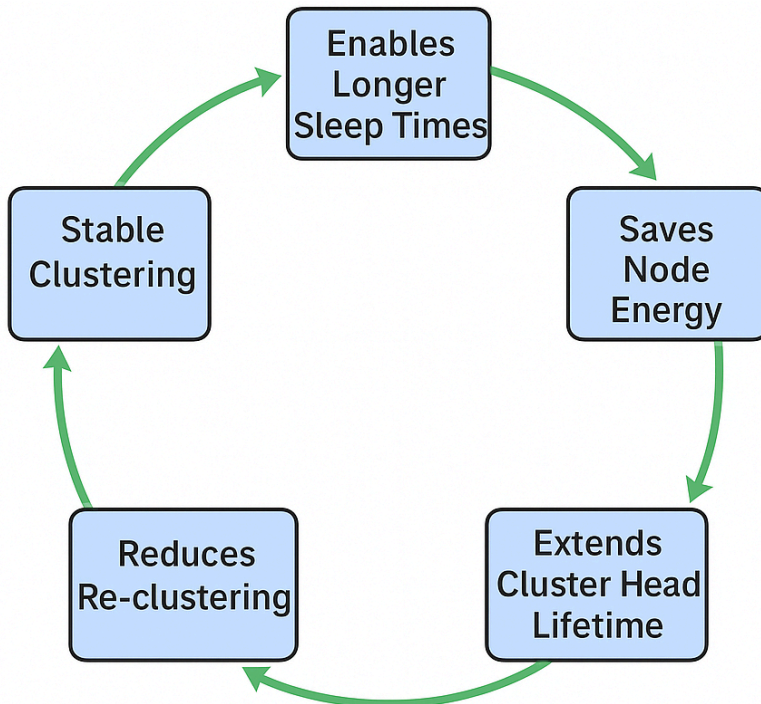 Enables
Longer
Sleep Times
Saves
Node
Energy
Extends
Cluster Head
Lifetime
Reduces
Re-clustering
Stable
Clustering